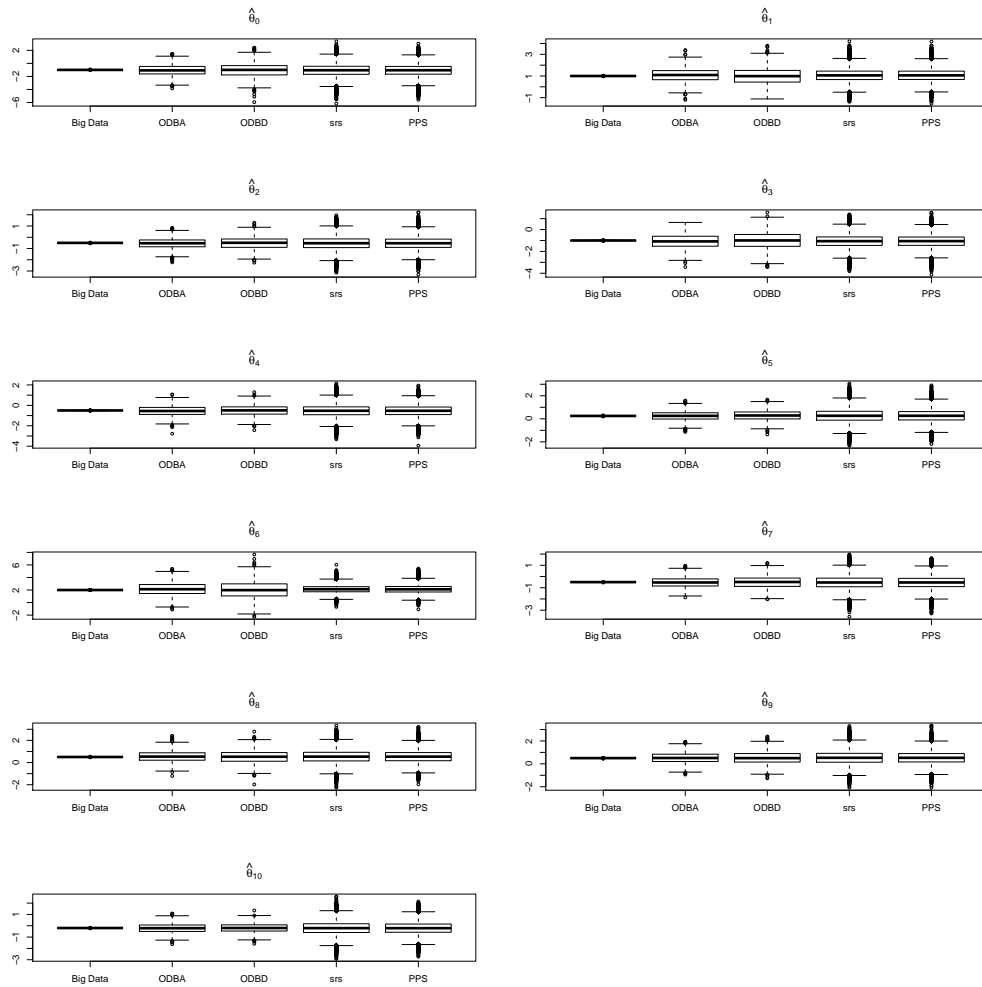 θ̂₀
2
−2
−6
Big Data ODBA ODBD srs PPS
θ̂₁
3
1
−1
Big Data ODBA ODBD srs PPS
θ̂₂
1
−1
−3
Big Data ODBA ODBD srs PPS
θ̂₃
0
−2
−4
Big Data ODBA ODBD srs PPS
θ̂₄
2
0
−2
−4
Big Data ODBA ODBD srs PPS
θ̂₅
2
0
−2
Big Data ODBA ODBD srs PPS
θ̂₆
6
2
−2
Big Data ODBA ODBD srs PPS
θ̂₇
1
−1
−3
Big Data ODBA ODBD srs PPS
θ̂₈
2
0
−2
Big Data ODBA ODBD srs PPS
θ̂₉
2
0
−2
Big Data ODBA ODBD srs PPS
θ̂₁₀
1
−1
−3
Big Data ODBA ODBD srs PPS